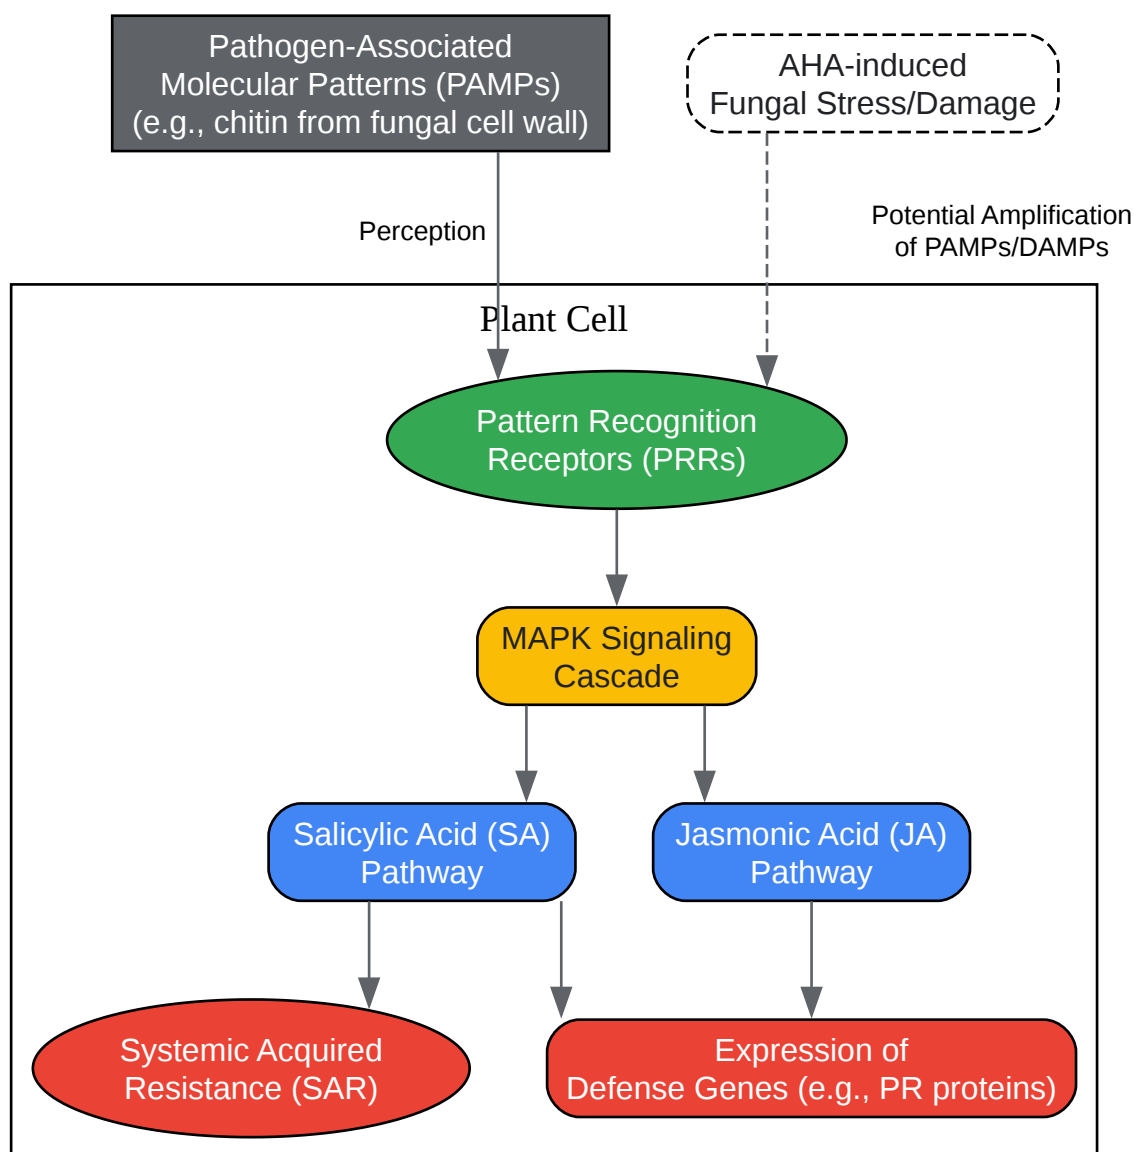 Pathogen-Associated
Molecular Patterns (PAMPs)
(e.g., chitin from fungal cell wall)
AHA-induced
Fungal Stress/Damage
Perception
Potential Amplification
of PAMPs/DAMPs
Plant Cell
Pattern Recognition
Receptors (PRRs)
MAPK Signaling
Cascade
Salicylic Acid (SA)
Pathway
Jasmonic Acid (JA)
Pathway
Systemic Acquired
Resistance (SAR)
Expression of
Defense Genes (e.g., PR proteins)